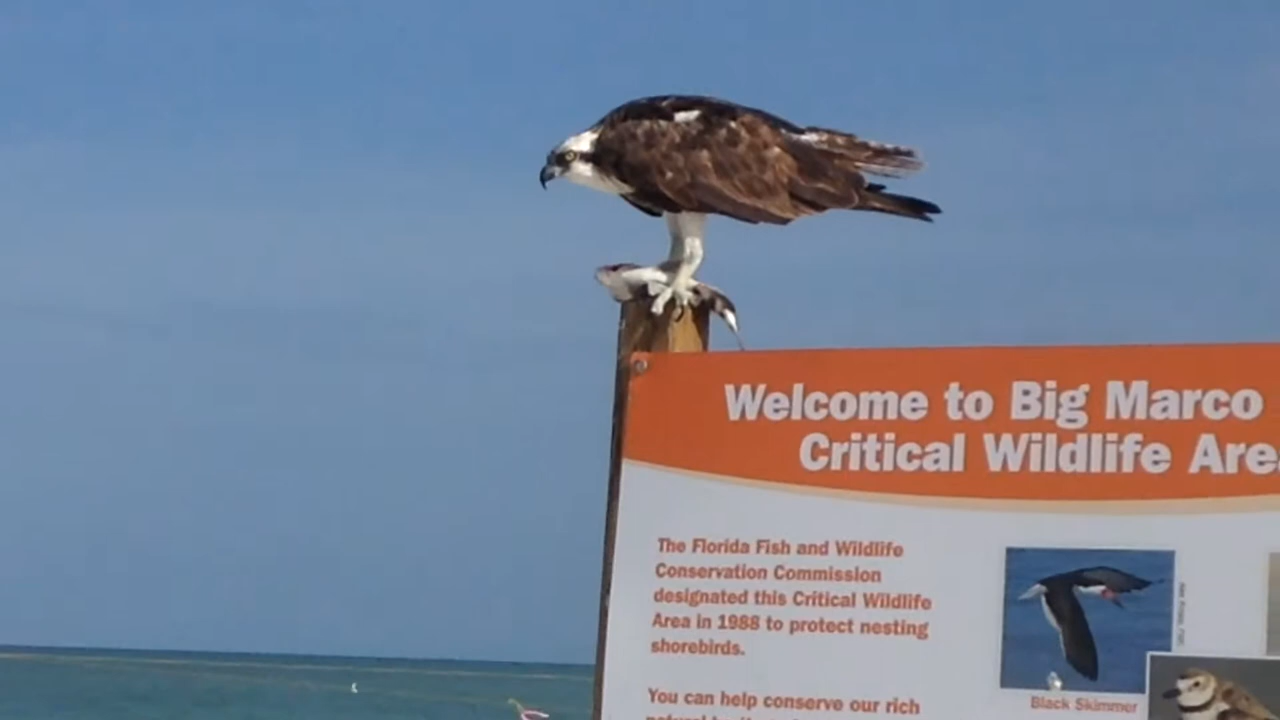 Welcome to Big Marco
Critical Wildlife Are
The Florida Fish and Wildlife
Conservation Commission
designated this Critical Wildlife
Area in 1988 to protect nesting
shorebirds.
You can help conserve our rich
Black Skimmer